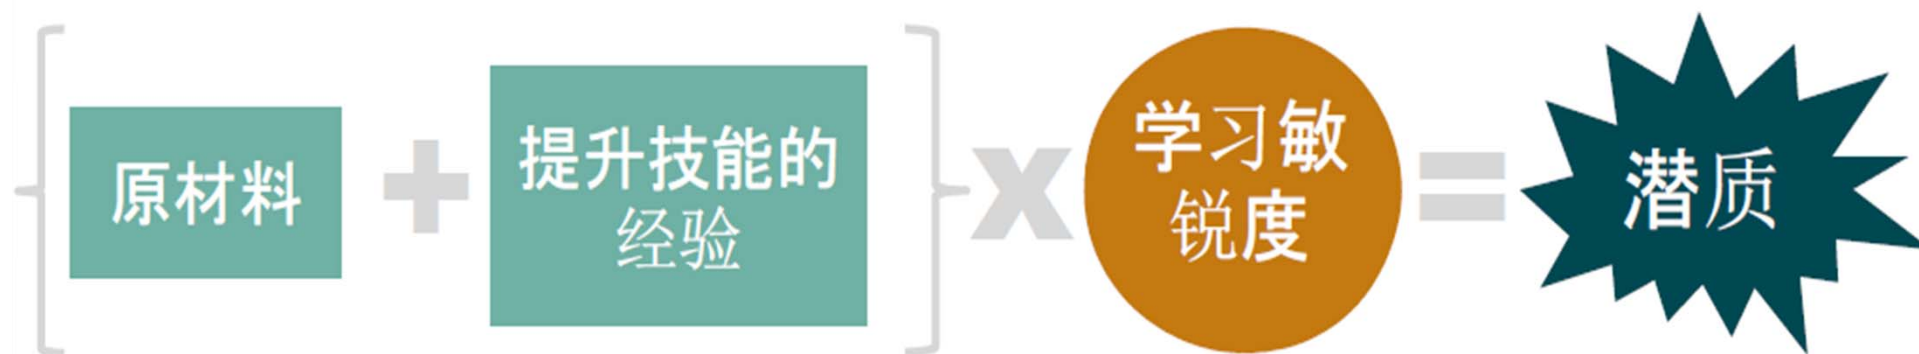 { 原材料 + 提升技能的
经验 } x 学习敏
锐度 = 潜质